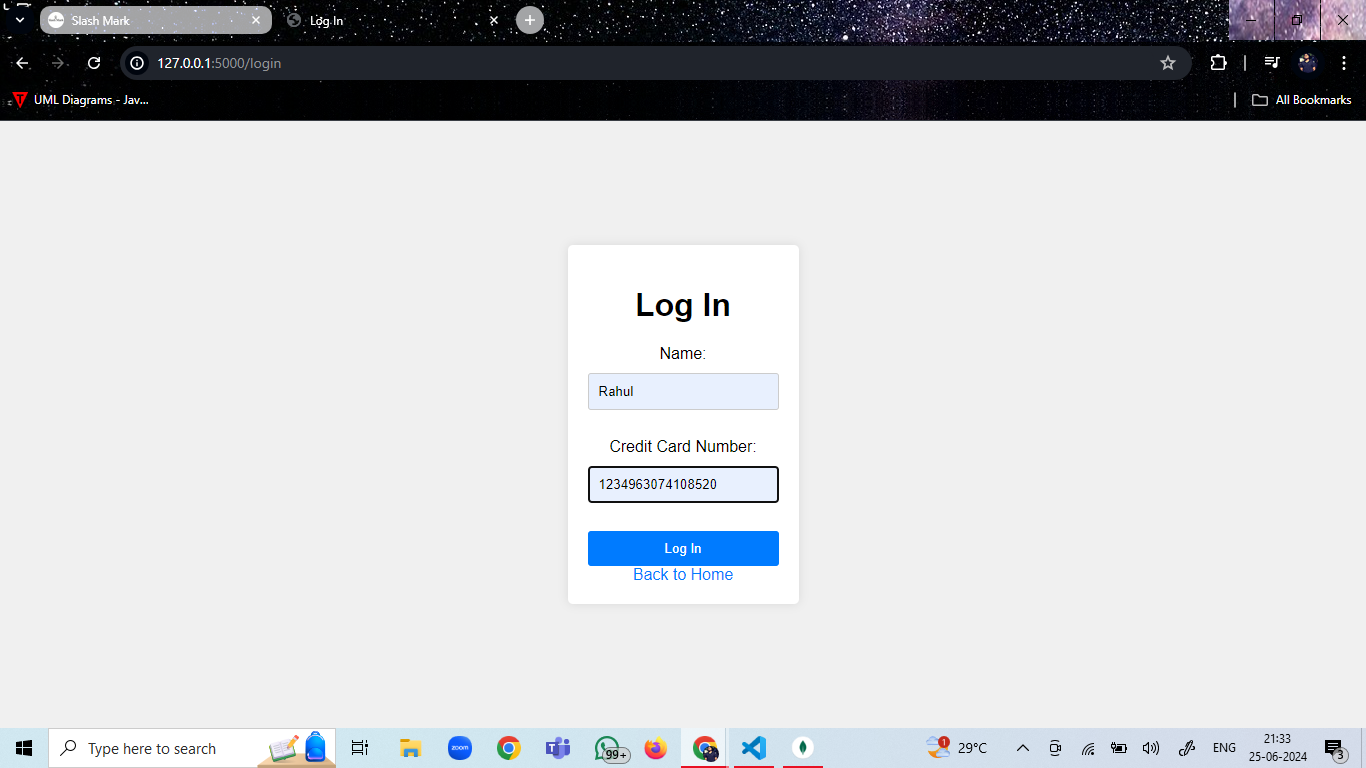 Slash Mark
Log In
127.0.0.1:5000/login
UML Diagrams - Jav...
All Bookmarks
Log In
Name:
Rahul
Credit Card Number:
1234963074108520
Log In
Back to Home
Type here to search
zoom
99+
1
29°C
ENG
21:33
25-06-2024
3